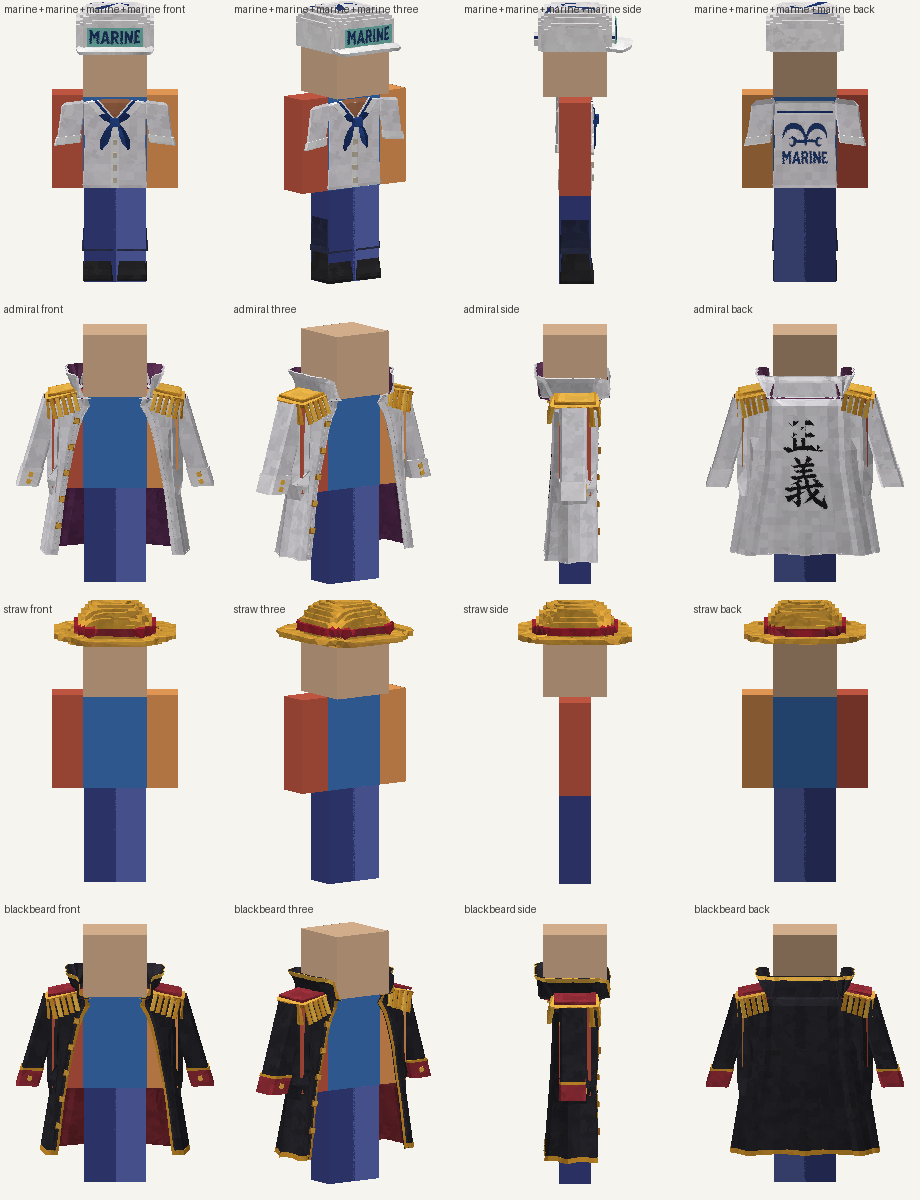 marine+marine+marine+marine front
marine+marine+marine+marine three
marine+marine+marine+marine side
marine+marine+marine+marine back
MARINE
MARINE
MARINE
admiral front
admiral three
admiral side
admiral back
正
義
straw front
straw three
straw side
straw back
blackbeard front
blackbeard three
blackbeard side
blackbeard back